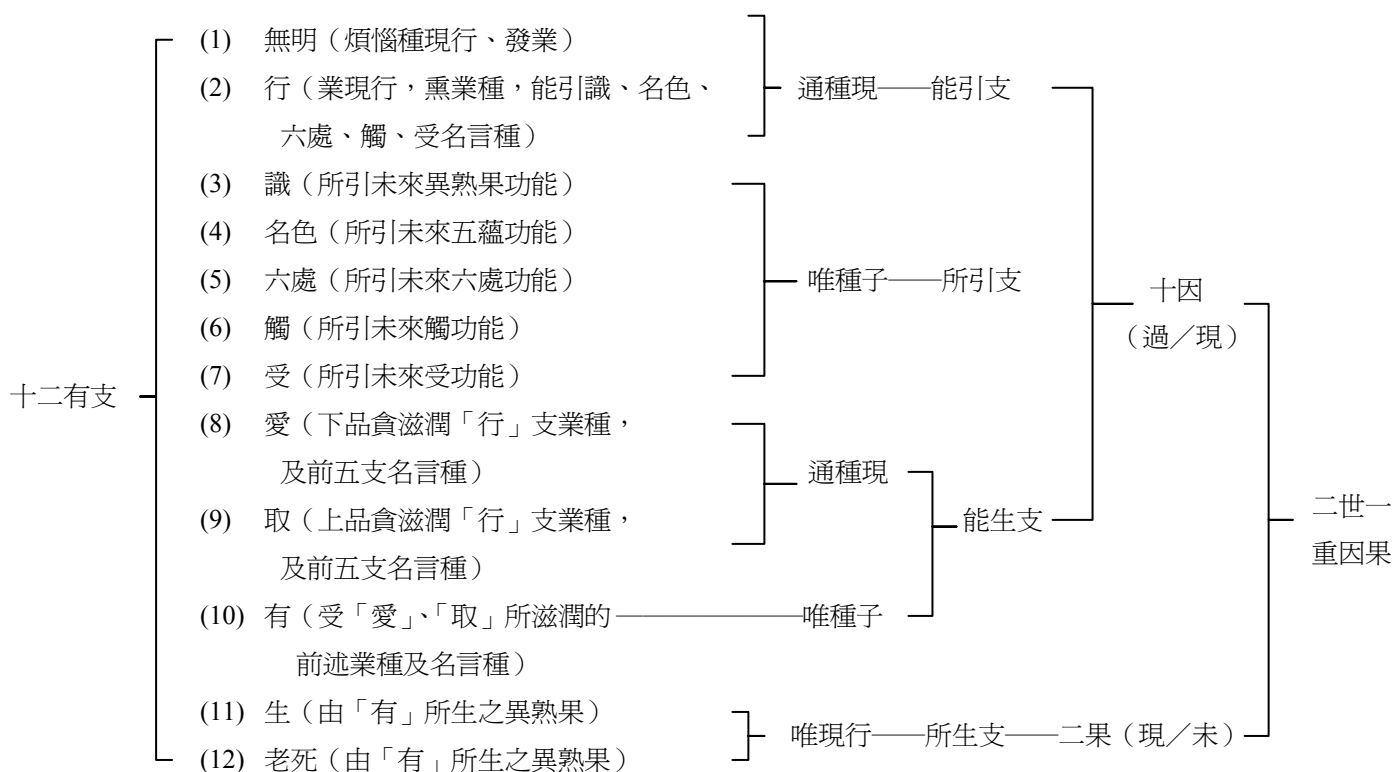 (1) 無明（煩惱種現行、發業）
(2) 行（業現行，熏業種，能引識、名色、
六處、觸、受名言種）
通種現——能引支
(3) 識（所引未來異熟果功能）
(4) 名色（所引未來五蘊功能）
(5) 六處（所引未來六處功能）
(6) 觸（所引未來觸功能）
(7) 受（所引未來受功能）
唯種子——所引支
十因
（過／現）
十二有支
(8) 愛（下品貪滋潤「行」支業種，
及前五支名言種）
(9) 取（上品貪滋潤「行」支業種，
及前五支名言種）
通種現
能生支
(10) 有（受「愛」、「取」所滋潤的————唯種子
前述業種及名言種）
二世一
重因果
(11) 生（由「有」所生之異熟果）
(12) 老死（由「有」所生之異熟果）
唯現行——所生支——二果（現／未）